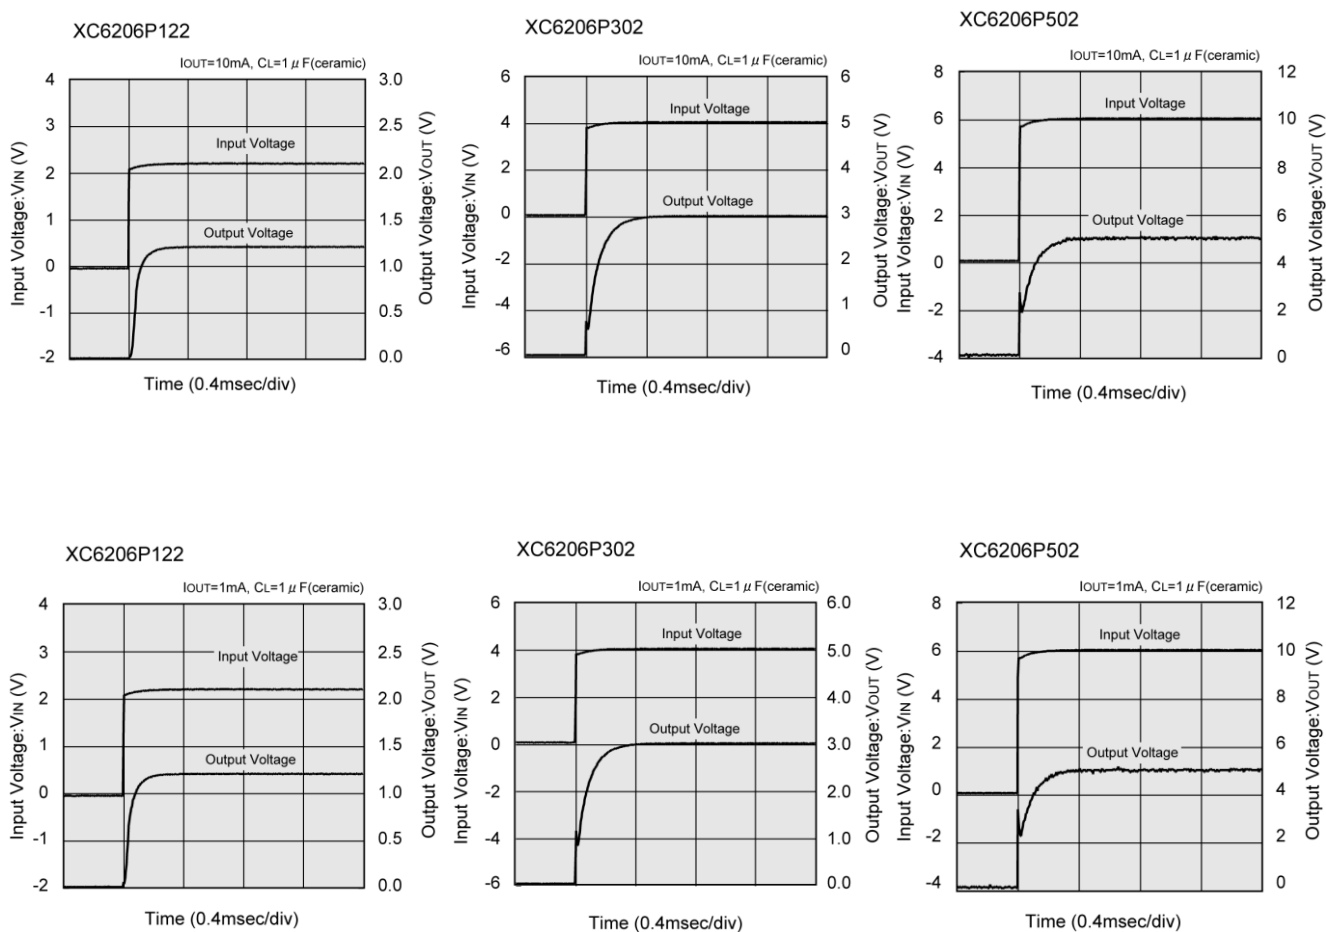 XC6206P122
IOUT=10mA, CL=1 μ F(ceramic)
Input Voltage:VIN (V)
4
3
2
1
0
-1
-2
Input Voltage
Output Voltage
3.0
2.5
2.0
1.5
1.0
0.5
0.0
Output Voltage:VOUT (V)
Time (0.4msec/div)
XC6206P302
IOUT=10mA, CL=1 μ F(ceramic)
Input Voltage:VIN (V)
6
4
2
0
-2
-4
-6
Input Voltage
Output Voltage
6
5
4
3
2
1
0
Output Voltage:VOUT (V)
Time (0.4msec/div)
XC6206P502
IOUT=10mA, CL=1 μ F(ceramic)
Input Voltage:VIN (V)
8
6
4
2
0
-2
-4
Input Voltage
Output Voltage
12
10
8
6
4
2
0
Output Voltage:VOUT (V)
Time (0.4msec/div)
XC6206P122
IOUT=1mA, CL=1 μ F(ceramic)
Input Voltage:VIN (V)
4
3
2
1
0
-1
-2
Input Voltage
Output Voltage
3.0
2.5
2.0
1.5
1.0
0.5
0.0
Output Voltage:VOUT (V)
Time (0.4msec/div)
XC6206P302
IOUT=1mA, CL=1 μ F(ceramic)
Input Voltage:VIN (V)
6
4
2
0
-2
-4
-6
Input Voltage
Output Voltage
6.0
5.0
4.0
3.0
2.0
1.0
0.0
Output Voltage:VOUT (V)
Time (0.4msec/div)
XC6206P502
IOUT=1mA, CL=1 μ F(ceramic)
Input Voltage:VIN (V)
8
6
4
2
0
-2
-4
Input Voltage
Output Voltage
12
10
8
6
4
2
0
Output Voltage:VOUT (V)
Time (0.4msec/div)